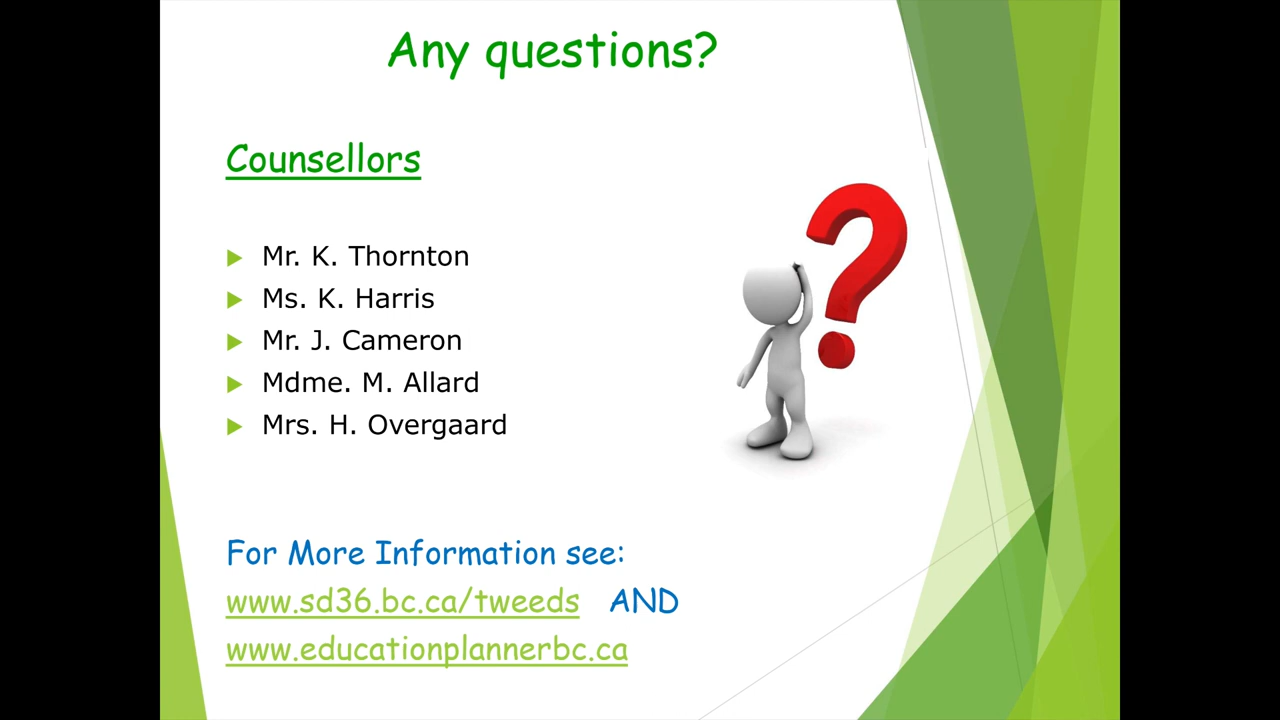 Any questions?
Counsellors
Mr. K. Thornton
Ms. K. Harris
Mr. J. Cameron
Mdme. M. Allard
Mrs. H. Overgaard
For More Information see:
www.sd36.bc.ca/tweeds AND
www.educationplannerbc.ca